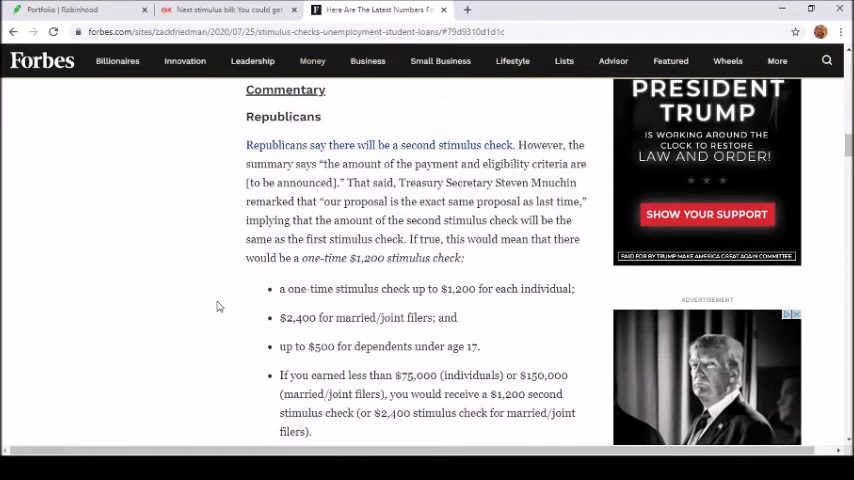 Portfolio | Robinhood
Next stimulus bill: You could get
Here Are The Latest Numbers Fo
forbes.com/sites/zackfriedman/2020/07/25/stimulus-checks-unemployment-student-loans/#79d9310d1d1c
Forbes
Billionaires
Innovation
Leadership
Money
Business
Small Business
Lifestyle
Lists
Advisor
Featured
Wheels
More
Commentary
Republicans
Republicans say there will be a second stimulus check. However, the
summary says “the amount of the payment and eligibility criteria are
[to be announced].” That said, Treasury Secretary Steven Mnuchin
remarked that “our proposal is the exact same proposal as last time,”
implying that the amount of the second stimulus check will be the
same as the first stimulus check. If true, this would mean that there
would be a one-time $1,200 stimulus check:
• a one-time stimulus check up to $1,200 for each individual;
• $2,400 for married/joint filers; and
• up to $500 for dependents under age 17.
• If you earned less than $75,000 (individuals) or $150,000
(married/joint filers), you would receive a $1,200 second
stimulus check (or $2,400 stimulus check for married/joint
filers).
PRESIDENT
TRUMP
IS WORKING AROUND THE
CLOCK TO RESTORE
LAW AND ORDER!
SHOW YOUR SUPPORT
PAID FOR BY TRUMP MAKE AMERICA GREAT AGAIN COMMITTEE
ADVERTISEMENT